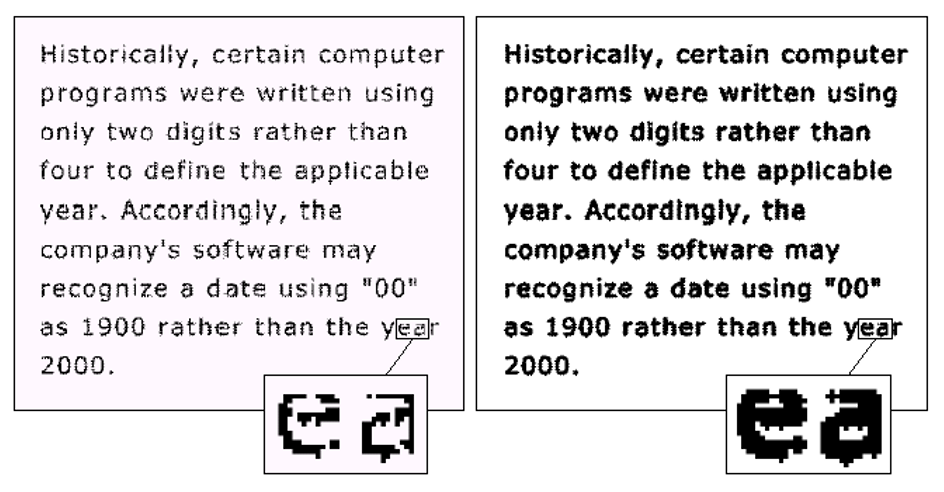 Historically, certain computer
programs were written using
only two digits rather than
four to define the applicable
year. Accordingly, the
company's software may
recognize a date using "00"
as 1900 rather than the year
2000.
e a
Historically, certain computer
programs were written using
only two digits rather than
four to define the applicable
year. Accordingly, the
company's software may
recognize a date using "00"
as 1900 rather than the year
2000.
e a